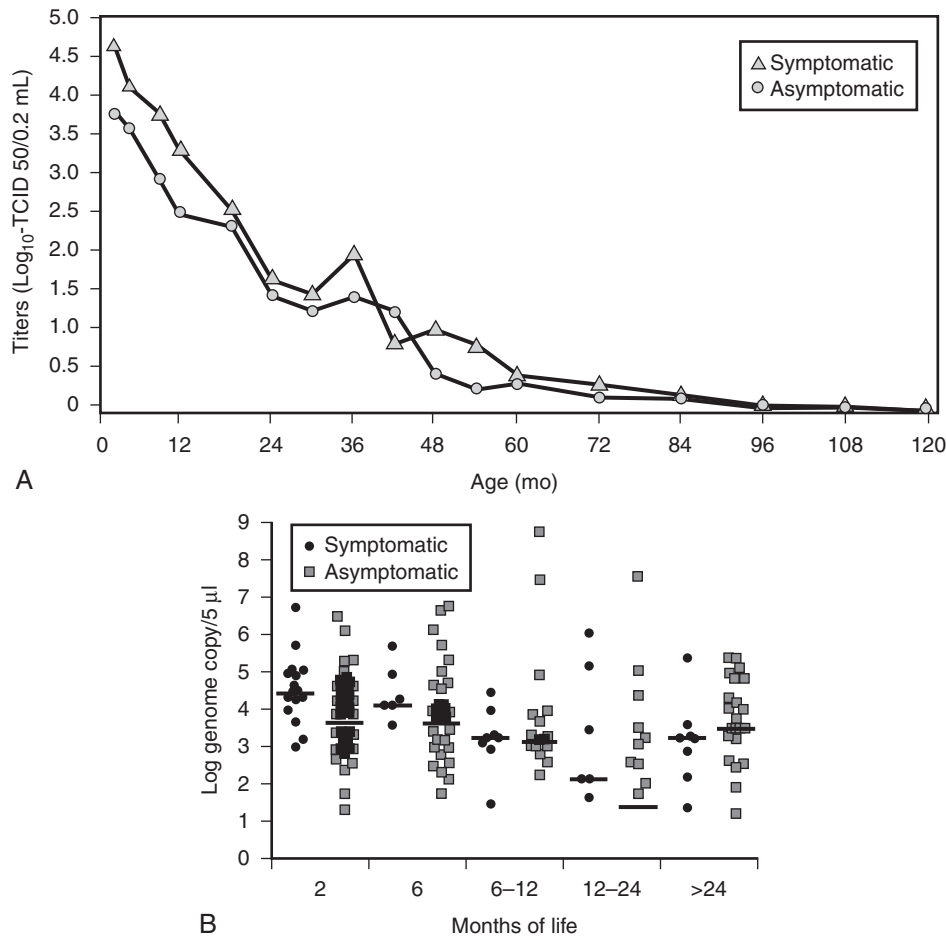 5.0
4.5
4.0
3.5
3.0
2.5
2.0
1.5
1.0
0.5
0
Titers (Log10-TCID 50/0.2 mL)
Symptomatic
Asymptomatic
0 12 24 36 48 60 72 84 96 108 120
Age (mo)
A
9
8
7
6
5
4
3
2
1
0
Log genome copy/5 µl
Symptomatic
Asymptomatic
2 6 6–12 12–24 >24
Months of life
B